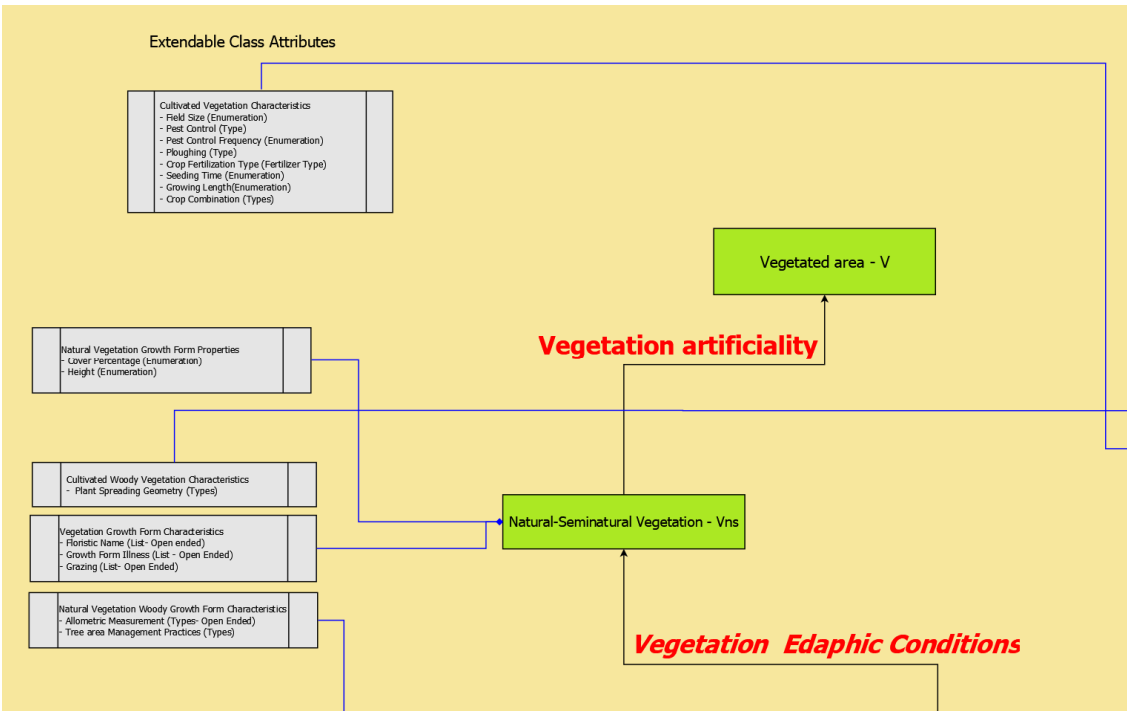 Extendable Class Attributes
Cultivated Vegetation Characteristics
- Field Size (Enumeration)
- Pest Control (Type)
- Pest Control Frequency (Enumeration)
- Ploughing (Type)
- Crop Fertilization Type (Fertilizer Type)
- Seeding Time (Enumeration)
- Growing Length(Enumeration)
- Crop Combination (Types)
Vegetated area - V
Vegetation artificiality
Natural Vegetation Growth Form Properties
- Cover Percentage (Enumeration)
- Height (Enumeration)
Cultivated Woody Vegetation Characteristics
- Plant Spreading Geometry (Types)
Natural-Seminatural Vegetation - Vns
Vegetation Growth Form Characteristics
- Floristic Name (List- Open ended)
- Growth Form Illness (List - Open Ended)
- Grazing (List- Open Ended)
Natural Vegetation Woody Growth Form Characteristics
- Allometric Measurement (Types- Open Ended)
- Tree area Management Practices (Types)
Vegetation Edaphic Conditions